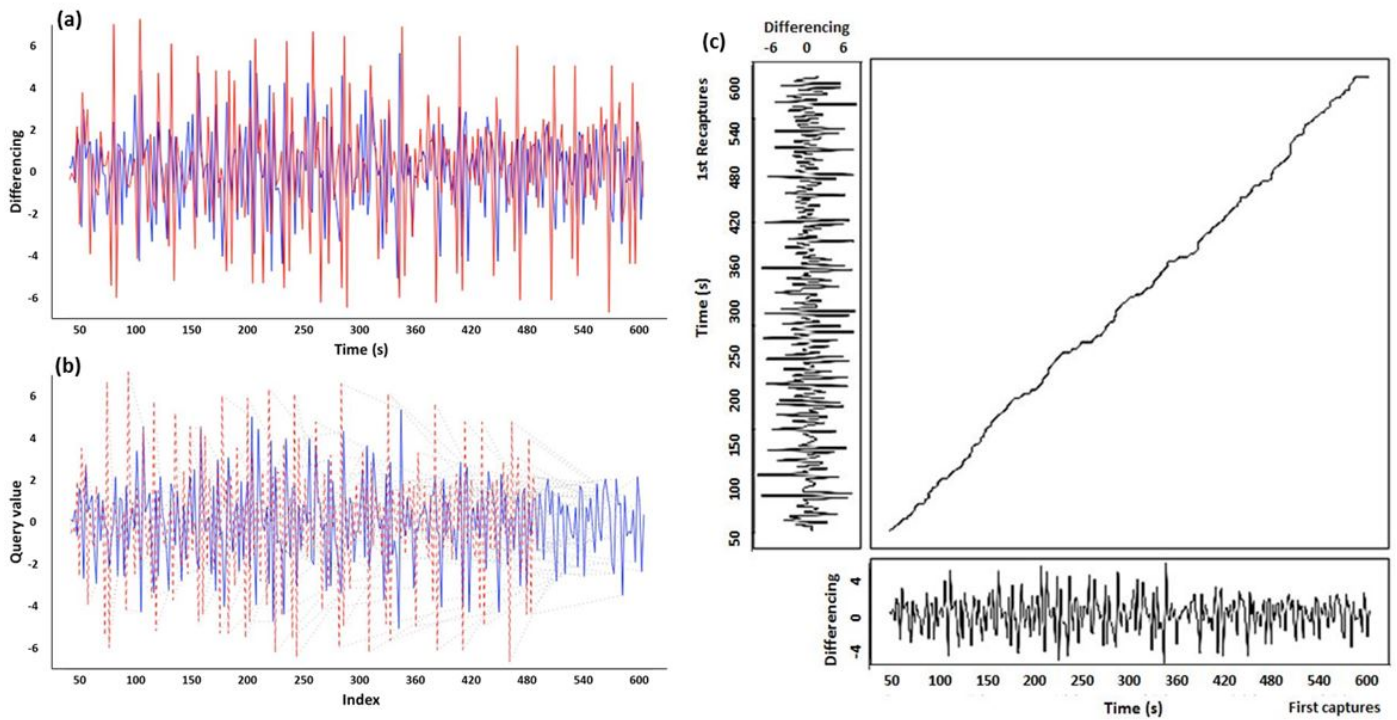 (a)
6
4
2
0
-2
-4
-6
Differencing
50 100 150 200 250 300 360 420 480 540 600
Time (s)
(b)
6
4
2
0
-2
-4
-6
Query value
50 100 150 200 250 300 360 420 480 540 600
Index
(c)
Differencing
-6 0 6
1st Recaptures
Time (s)
600
540
480
420
360
300
250
200
150
100
50
Differencing
4
0
-4
50 100 150 200 250 300 360 420 480 540 600
Time (s) First captures